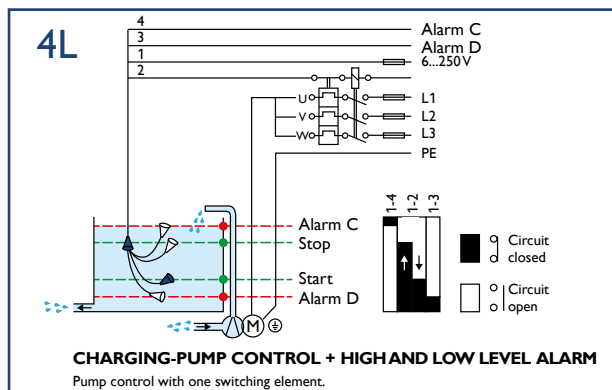 4L
4
3
1
2
Alarm C
Alarm D
6...250 V
U
V
W
L1
L2
L3
PE
Alarm C
Stop
Start
Alarm D
M
1-4
1-2
1-3
Circuit
closed
Circuit
open
CHARGING-PUMP CONTROL + HIGH AND LOW LEVEL ALARM
Pump control with one switching element.